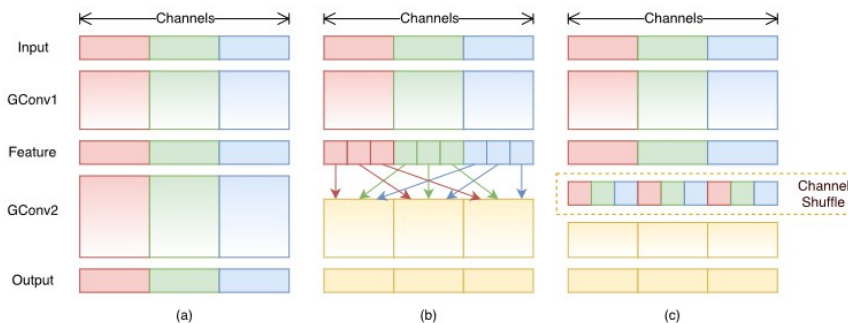 Channels Channels Channels
Input
GConv1
Feature
GConv2
Channel
Shuffle
Output
(a) (b) (c)